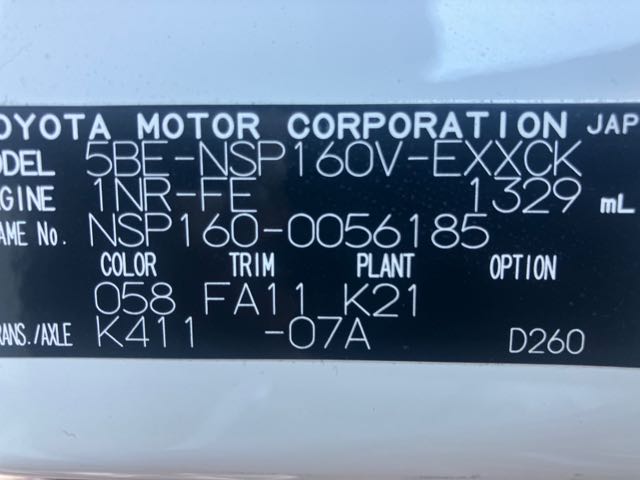 OYOTA MOTOR CORPORATION JAP
ODEL 5BE-NSP160V-EXXCK
NGINE 1NR-FE 1329 mL
AME No. NSP160-0056185
COLOR TRIM PLANT OPTION
058 FA11 K21
RANS./AXLE K411 -07A D260